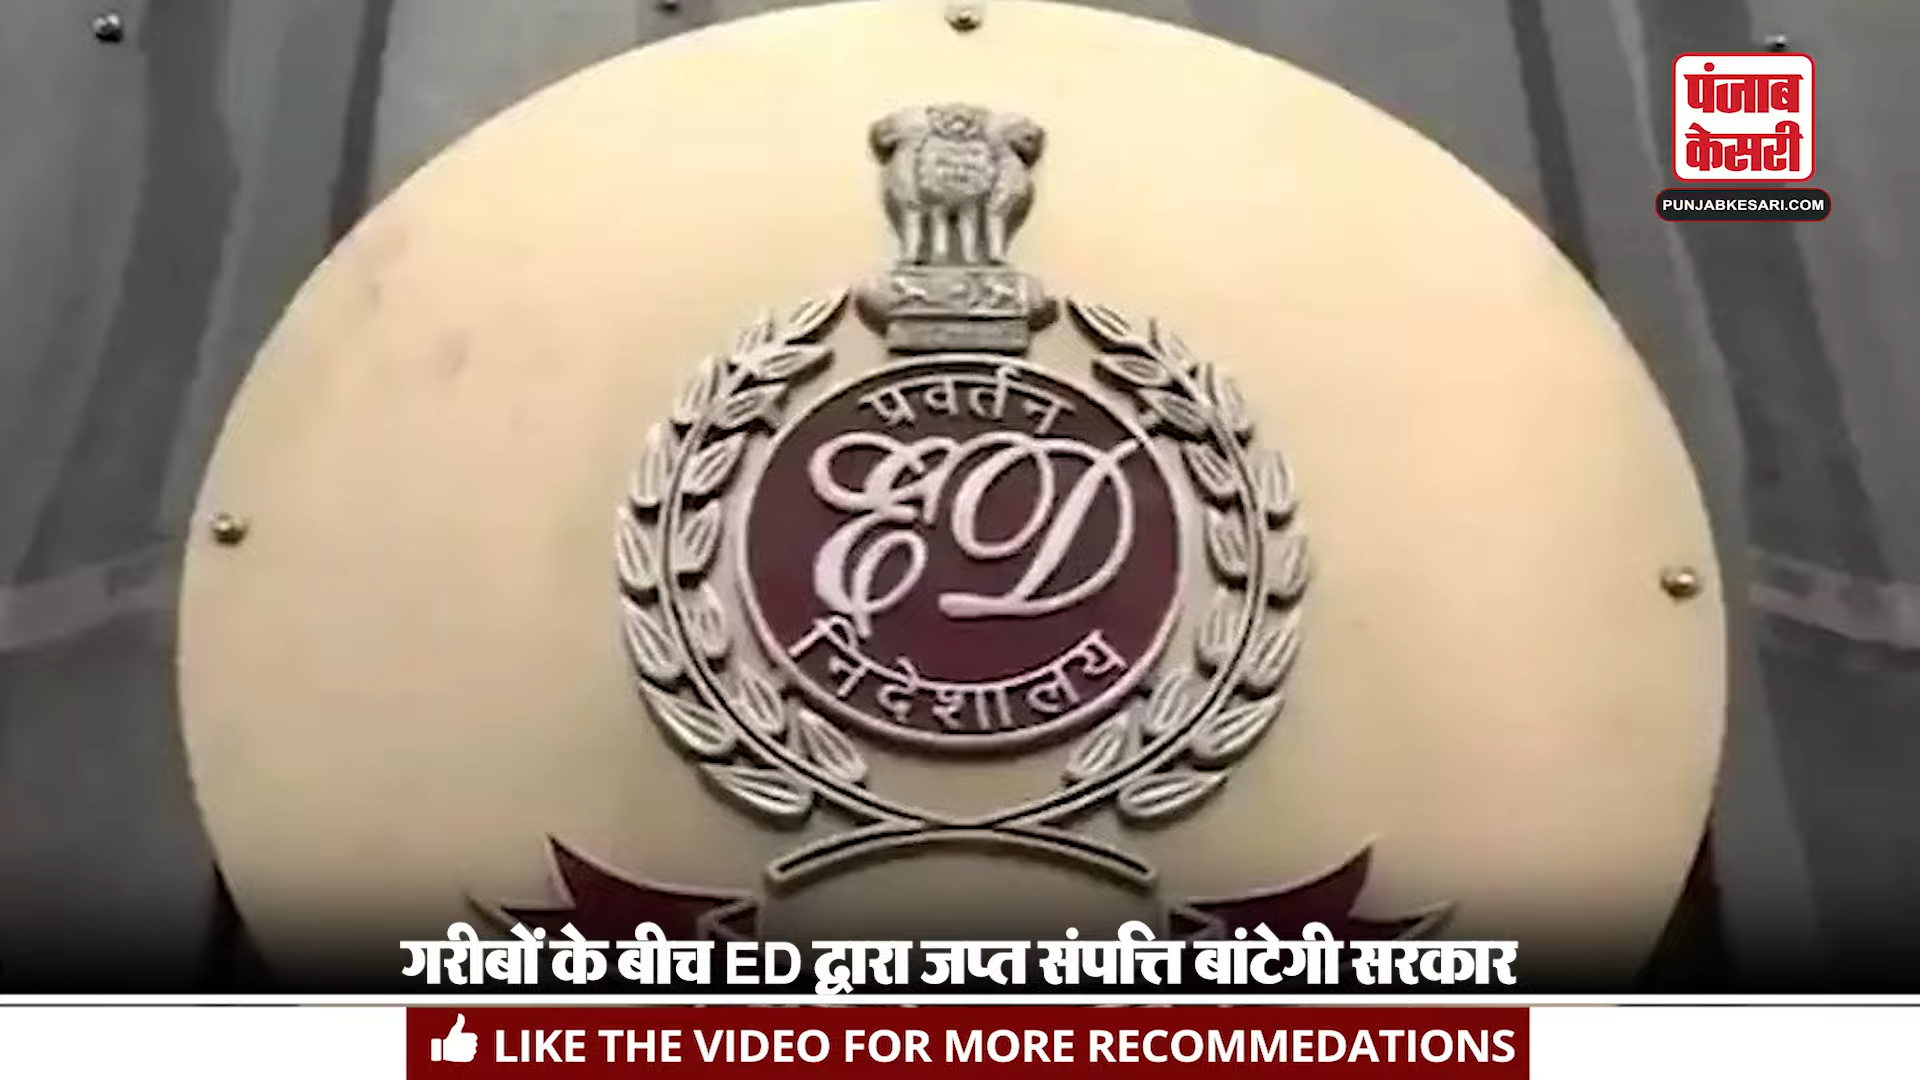 पंजाब
केसरी
PUNJABKESARI.COM
प्रवर्तन
ED
निदेशालय
गरीबों के बीच ED द्वारा जप्त संपत्ति बांटेगी सरकार
LIKE THE VIDEO FOR MORE RECOMMEDATIONS